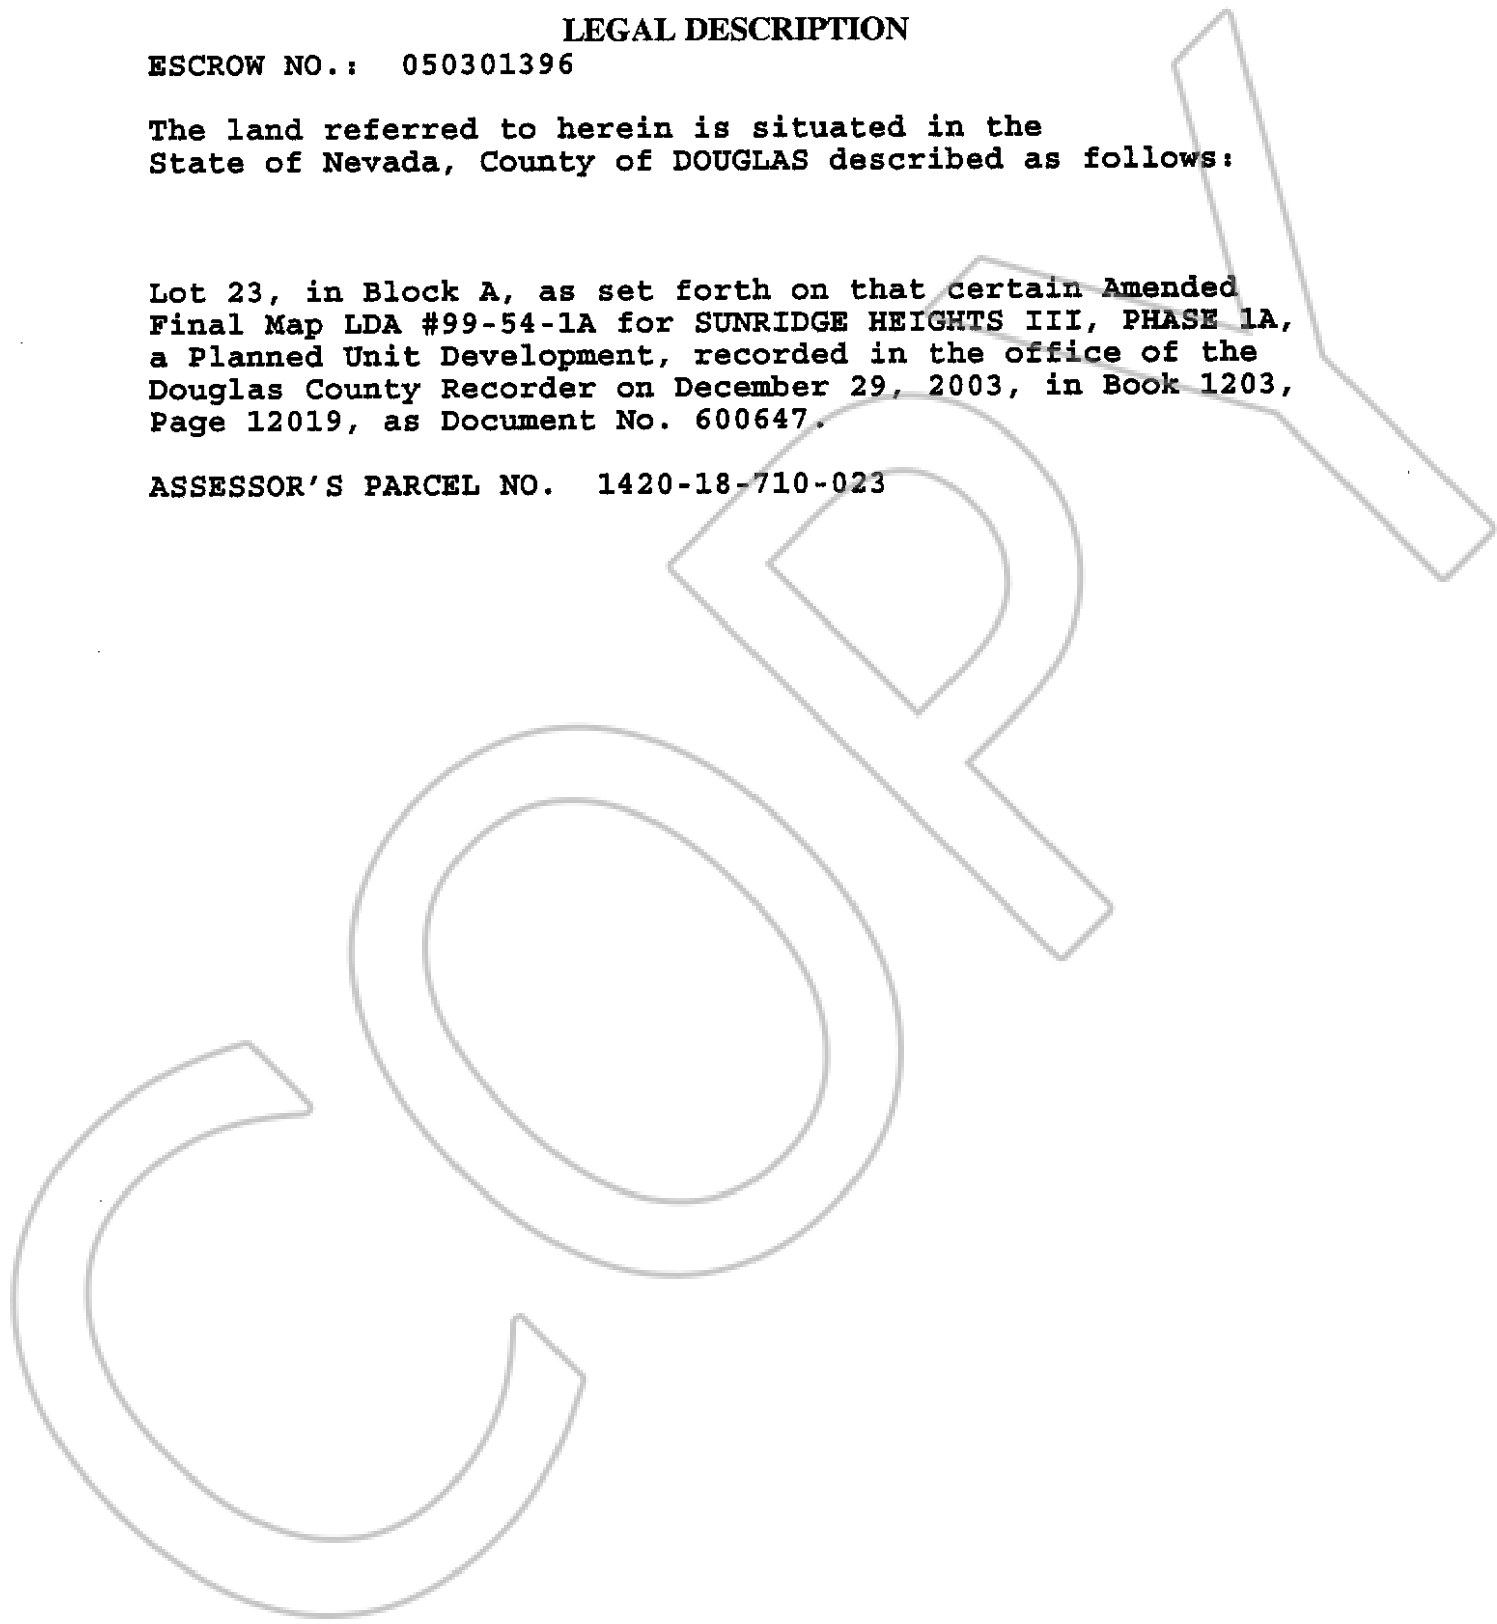 LEGAL DESCRIPTION
ESCROW NO.: 050301396
The land referred to herein is situated in the
State of Nevada, County of DOUGLAS described as follows:
Lot 23, in Block A, as set forth on that certain Amended
Final Map LDA #99-54-1A for SUNRIDGE HEIGHTS III, PHASE 1A,
a Planned Unit Development, recorded in the office of the
Douglas County Recorder on December 29, 2003, in Book 1203,
Page 12019, as Document No. 600647.
ASSESSOR'S PARCEL NO. 1420-18-710-023
COPY